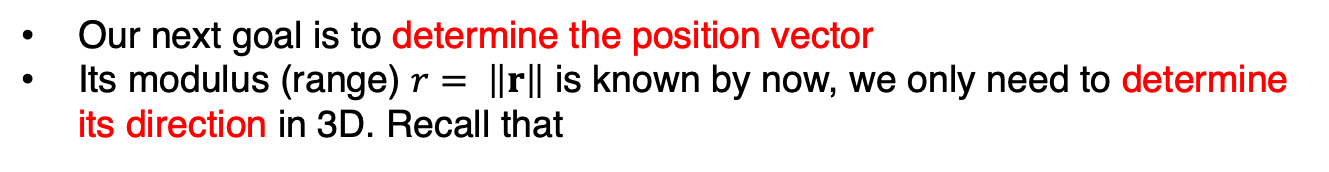 • Our next goal is to determine the position vector
• Its modulus (range) 𝑟 = ‖𝐫‖ is known by now, we only need to determine
its direction in 3D. Recall that